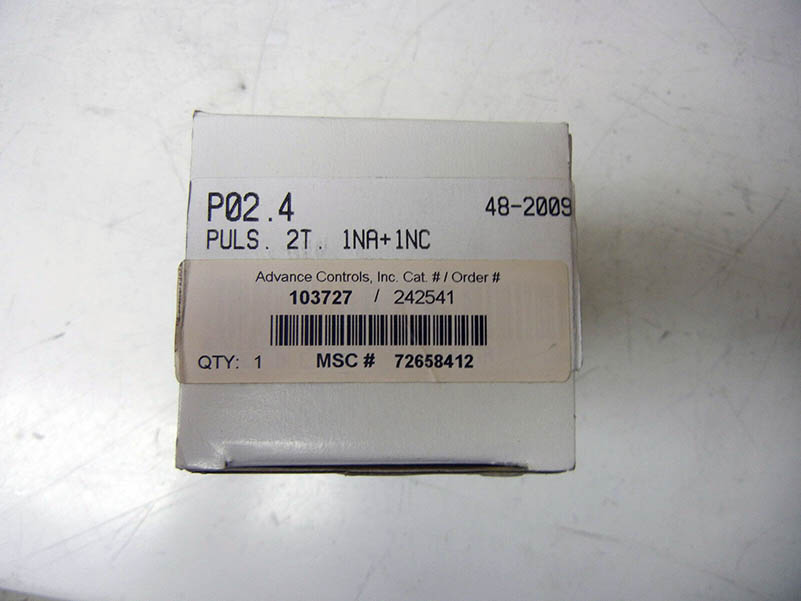 P02.4 48-2009
PULS. 2T. 1NA+1NC
Advance Controls, Inc. Cat. # / Order #
103727 / 242541
QTY: 1 MSC # 72658412